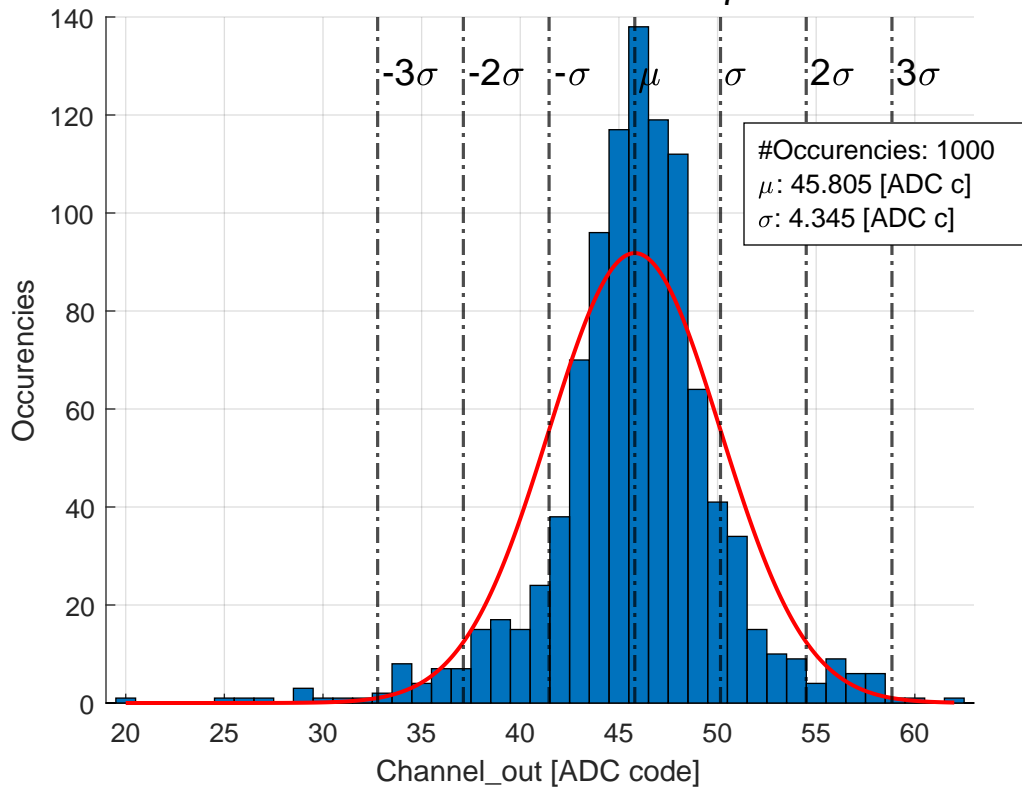 -3σ -2σ -σ μ σ 2σ 3σ
#Occurencies: 1000
μ: 45.805 [ADC c]
σ: 4.345 [ADC c]
Occurencies
140
120
100
80
60
40
20
0
20 25 30 35 40 45 50 55 60
Channel_out [ADC code]